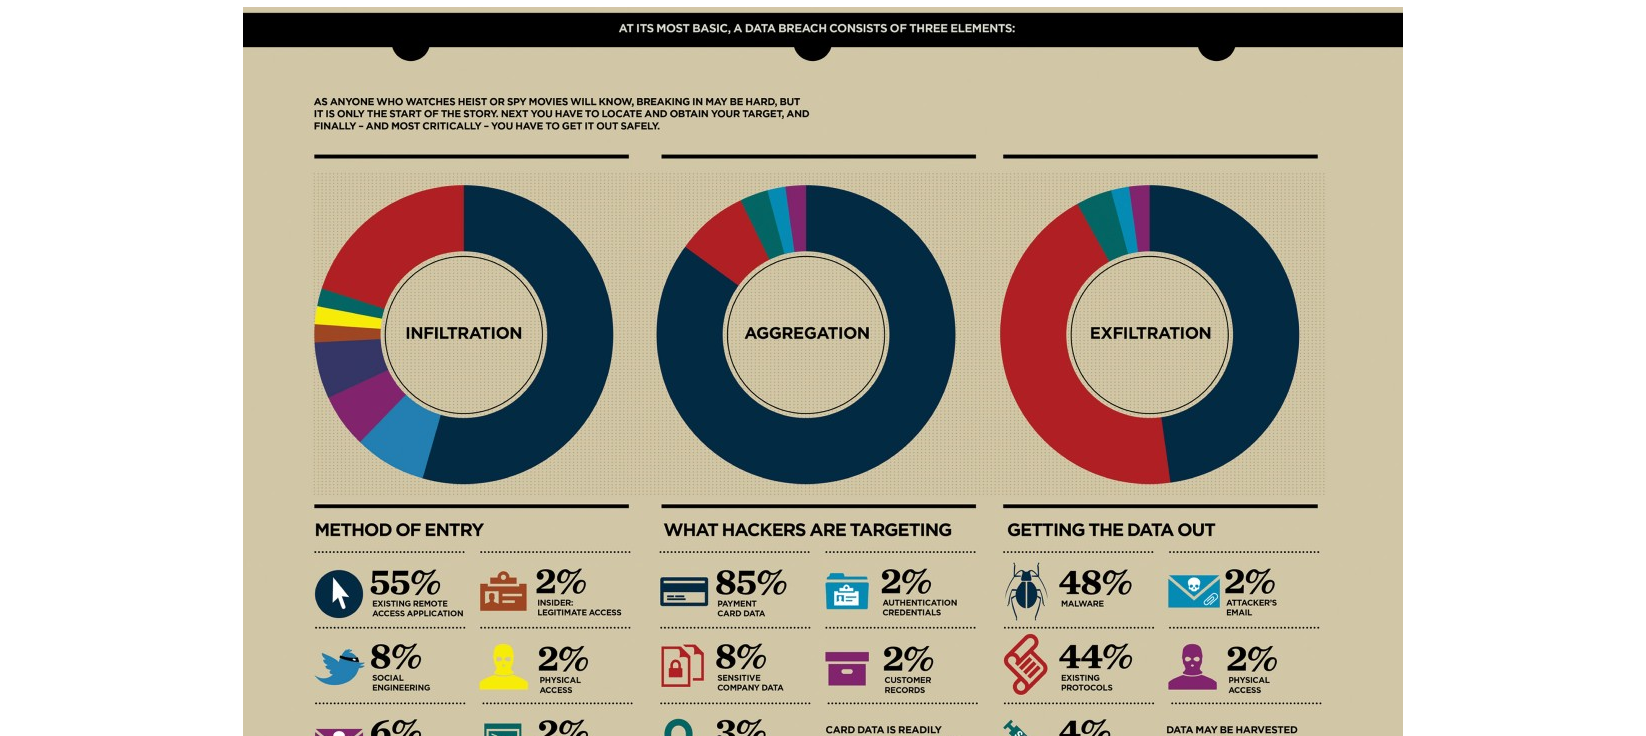 AT ITS MOST BASIC, A DATA BREACH CONSISTS OF THREE ELEMENTS:
AS ANYONE WHO WATCHES HEIST OR SPY MOVIES WILL KNOW, BREAKING IN MAY BE HARD, BUT
IT IS ONLY THE START OF THE STORY. NEXT YOU HAVE TO LOCATE AND OBTAIN YOUR TARGET, AND
FINALLY – AND MOST CRITICALLY – YOU HAVE TO GET IT OUT SAFELY.
INFILTRATION
AGGREGATION
EXFILTRATION
METHOD OF ENTRY
55%
EXISTING REMOTE
ACCESS APPLICATION
2%
INSIDER:
LEGITIMATE ACCESS
8%
SOCIAL
ENGINEERING
2%
PHYSICAL
ACCESS
6%
2%
WHAT HACKERS ARE TARGETING
85%
PAYMENT
CARD DATA
2%
AUTHENTICATION
CREDENTIALS
8%
SENSITIVE
COMPANY DATA
2%
CUSTOMER
RECORDS
3%
CARD DATA IS READILY
GETTING THE DATA OUT
48%
MALWARE
2%
ATTACKER'S
EMAIL
44%
EXISTING
PROTOCOLS
2%
PHYSICAL
ACCESS
4%
DATA MAY BE HARVESTED